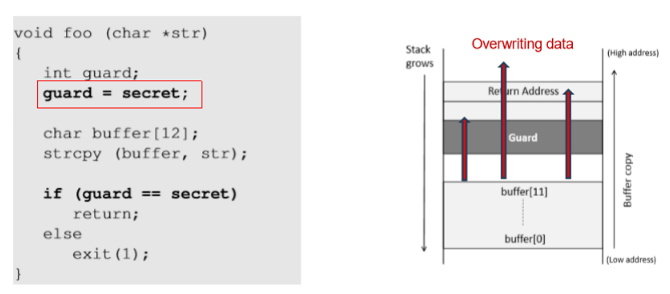 void foo (char *str)
{
int guard;
guard = secret;
char buffer[12];
strcpy (buffer, str);
if (guard == secret)
return;
else
exit(1);
}
Overwriting data
Stack
grows
(High address)
Return Address
Guard
buffer[11]
buffer[0]
Buffer copy
(Low address)